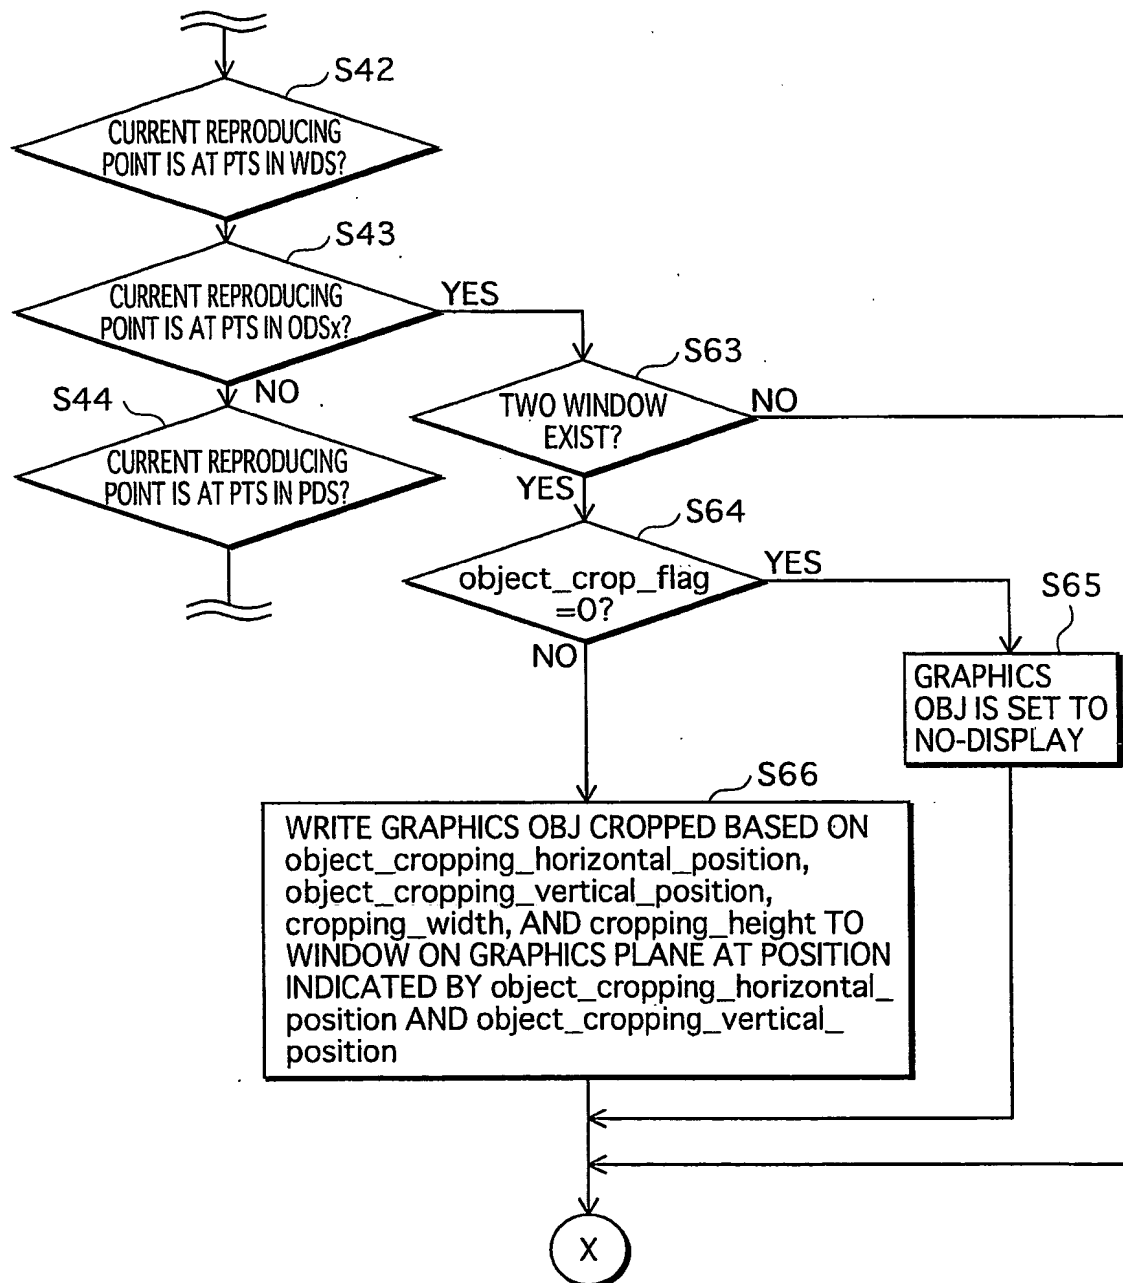 S42
CURRENT REPRODUCING
POINT IS AT PTS IN WDS?
S43
CURRENT REPRODUCING
POINT IS AT PTS IN ODSx?
YES
NO
S44
CURRENT REPRODUCING
POINT IS AT PTS IN PDS?
S63
TWO WINDOW
EXIST?
NO
YES
S64
object_crop_flag
=0?
YES
NO
S65
GRAPHICS
OBJ IS SET TO
NO-DISPLAY
S66
WRITE GRAPHICS OBJ CROPPED BASED ON
object_cropping_horizontal_position,
object_cropping_vertical_position,
cropping_width, AND cropping_height TO
WINDOW ON GRAPHICS PLANE AT POSITION
INDICATED BY object_cropping_horizontal_
position AND object_cropping_vertical_
position
X